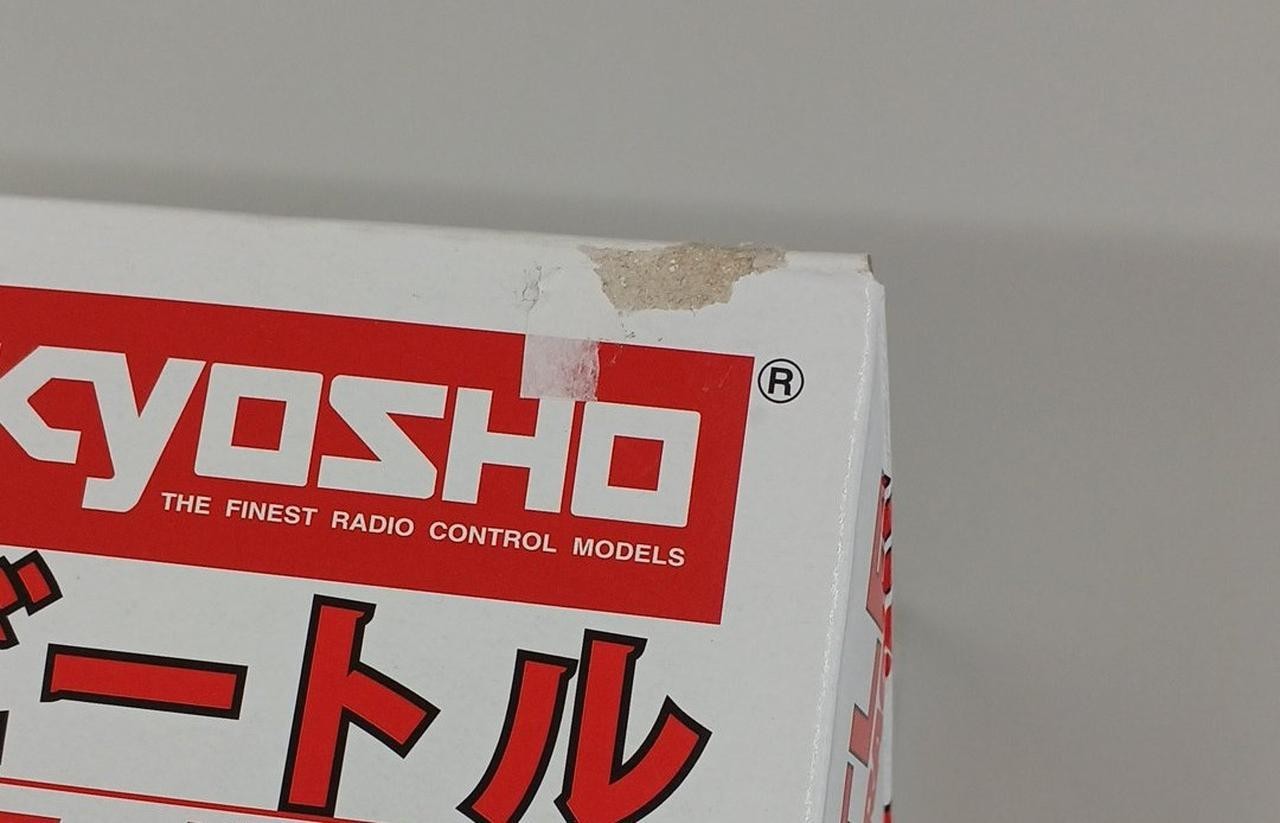 KYOSHO ®
THE FINEST RADIO CONTROL MODELS
ートル